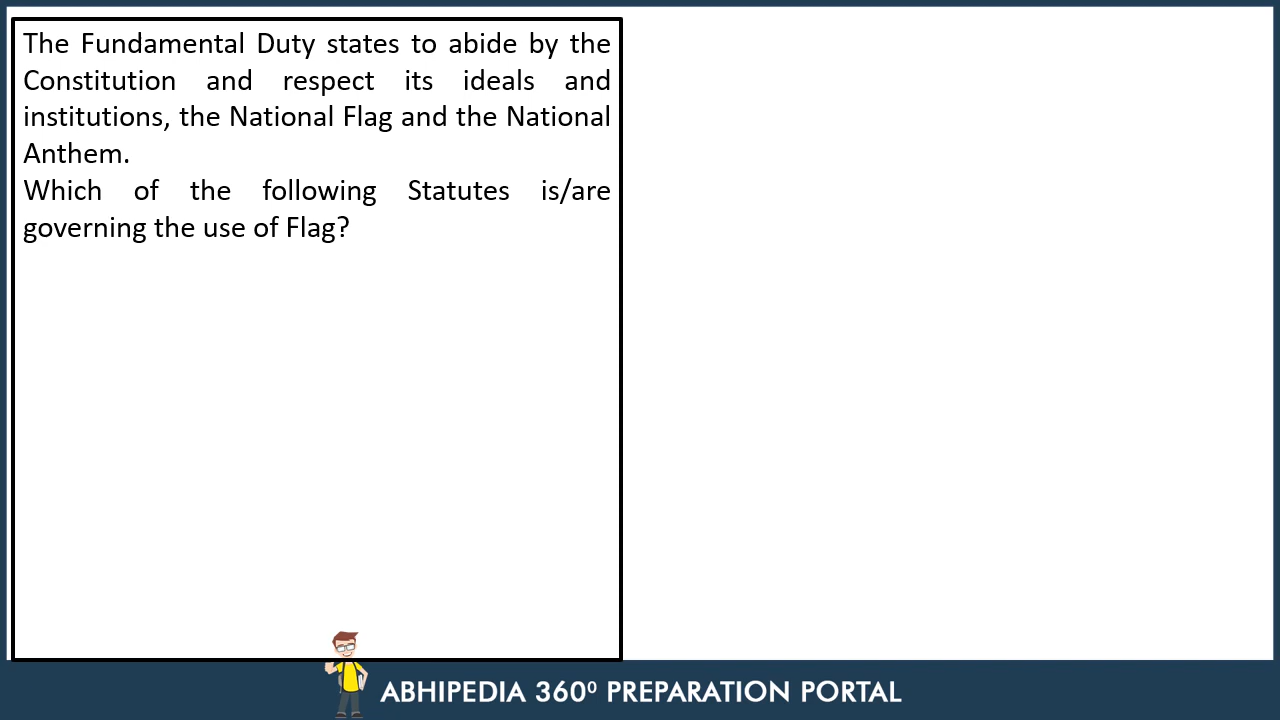 The Fundamental Duty states to abide by the
Constitution and respect its ideals and
institutions, the National Flag and the National
Anthem.
Which of the following Statutes is/are
governing the use of Flag?
ABHIPEDIA 360⁰ PREPARATION PORTAL